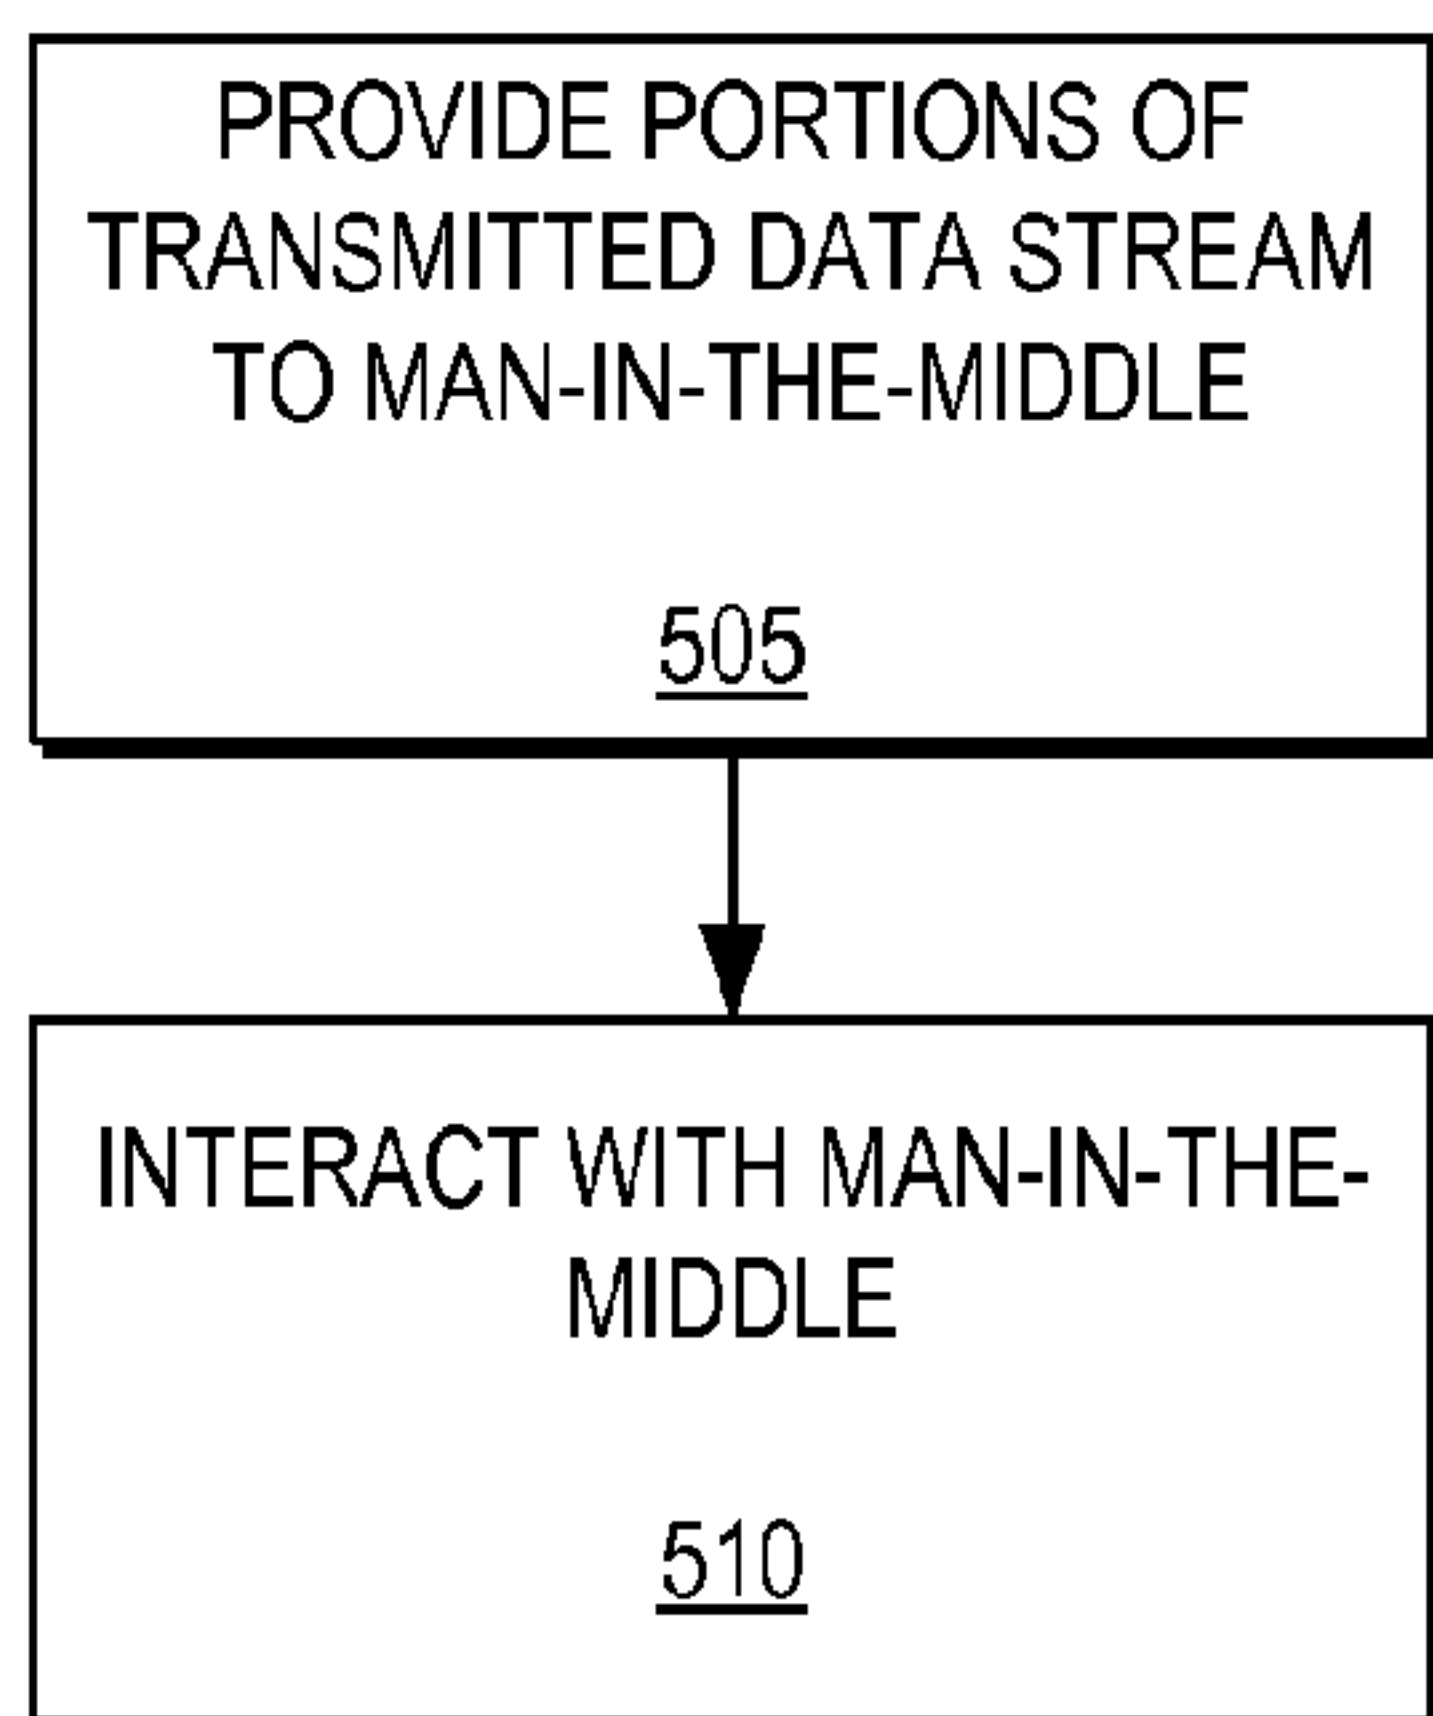 PROVIDE PORTIONS OF
TRANSMITTED DATA STREAM
TO MAN-IN-THE-MIDDLE
505
INTERACT WITH MAN-IN-THE-
MIDDLE
510